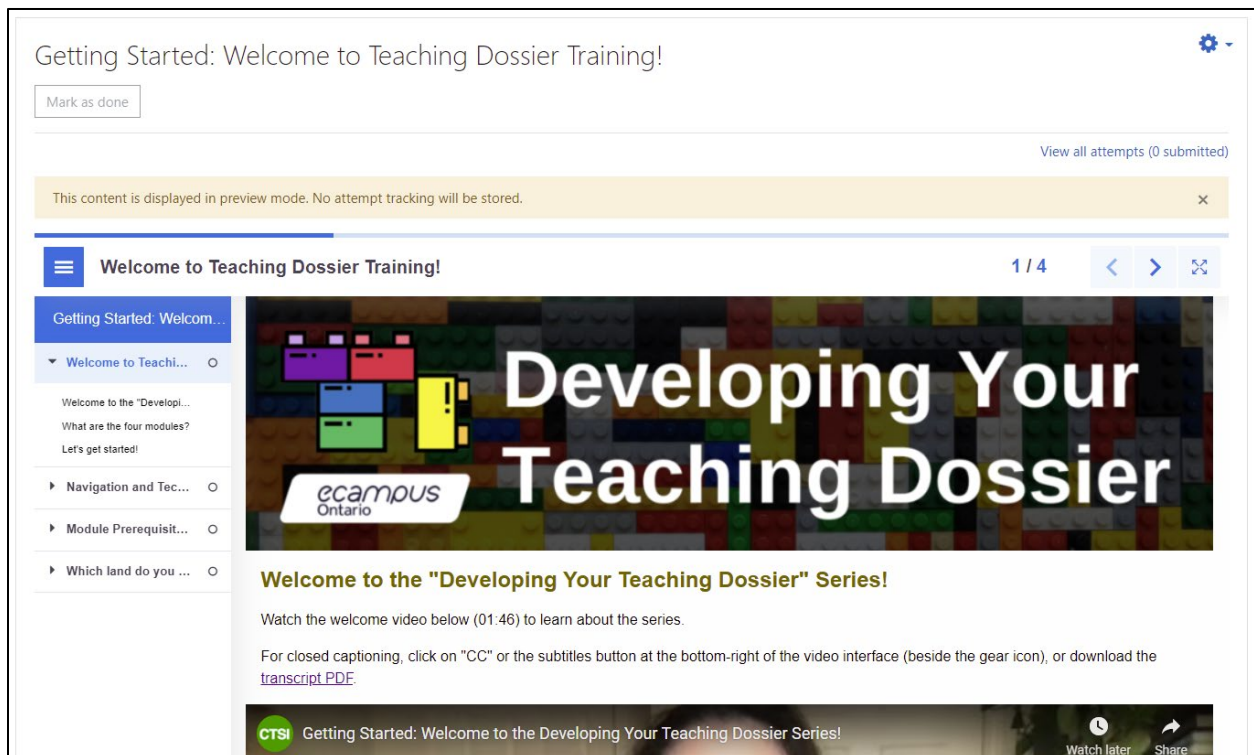 Getting Started: Welcome to Teaching Dossier Training!
Mark as done
View all attempts (0 submitted)
This content is displayed in preview mode. No attempt tracking will be stored.
×
Welcome to Teaching Dossier Training!
1 / 4
Getting Started: Welcom...
Welcome to Teachi...
Welcome to the "Developi...
What are the four modules?
Let's get started!
Navigation and Tec...
Module Prerequisit...
Which land do you ...
Developing Your
Teaching Dossier
ecampus
Ontario
Welcome to the "Developing Your Teaching Dossier" Series!
Watch the welcome video below (01:46) to learn about the series.
For closed captioning, click on "CC" or the subtitles button at the bottom-right of the video interface (beside the gear icon), or download the
transcript PDF.
CTSI Getting Started: Welcome to the Developing Your Teaching Dossier Series!
Watch later Share